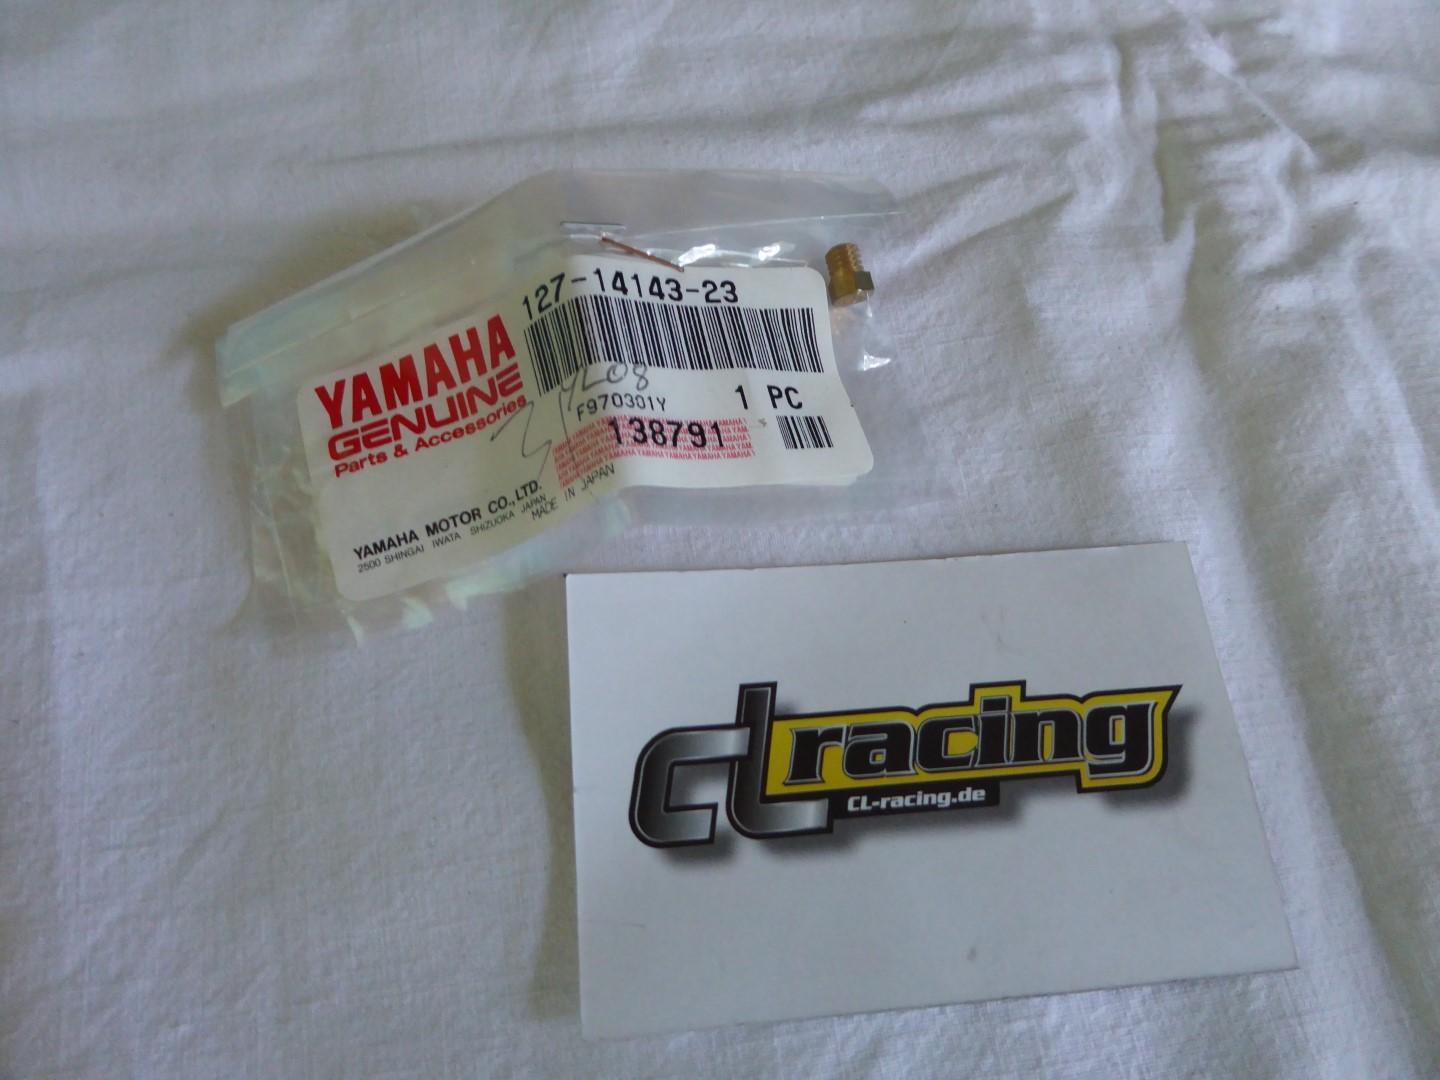 127-14143-23
YAMAHA
GENUINE
Parts & Accessories
F970301Y
1 PC
138791
YAMAHA MOTOR CO.,LTD.
2500 SHINGAI IWATA SHIZUOKA JAPAN
MADE IN JAPAN
CL racing
CL-racing.de